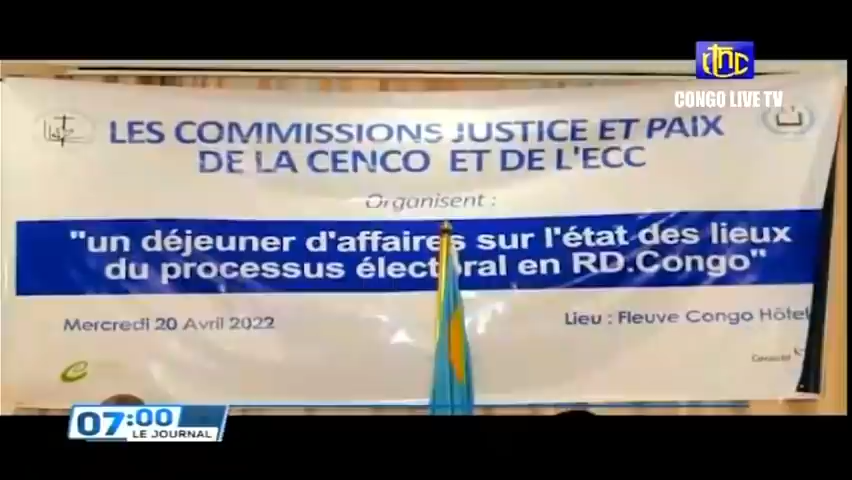 rtnc
CONGO LIVE TV
LES COMMISSIONS JUSTICE ET PAIX
DE LA CENCO ET DE L'ECC
Organisent :
"un déjeuner d'affaires sur l'état des lieux
du processus électoral en RD.Congo"
Mercredi 20 Avril 2022
Lieu : Fleuve Congo Hôtel
07:00
LE JOURNAL